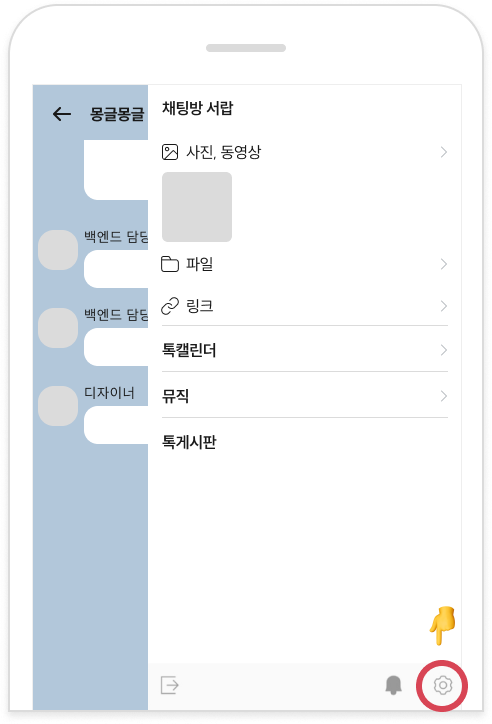 몽글몽글
채팅방 서랍
사진, 동영상
백엔드 담당
파일
백엔드 담당
링크
톡캘린더
디자이너
뮤직
톡게시판